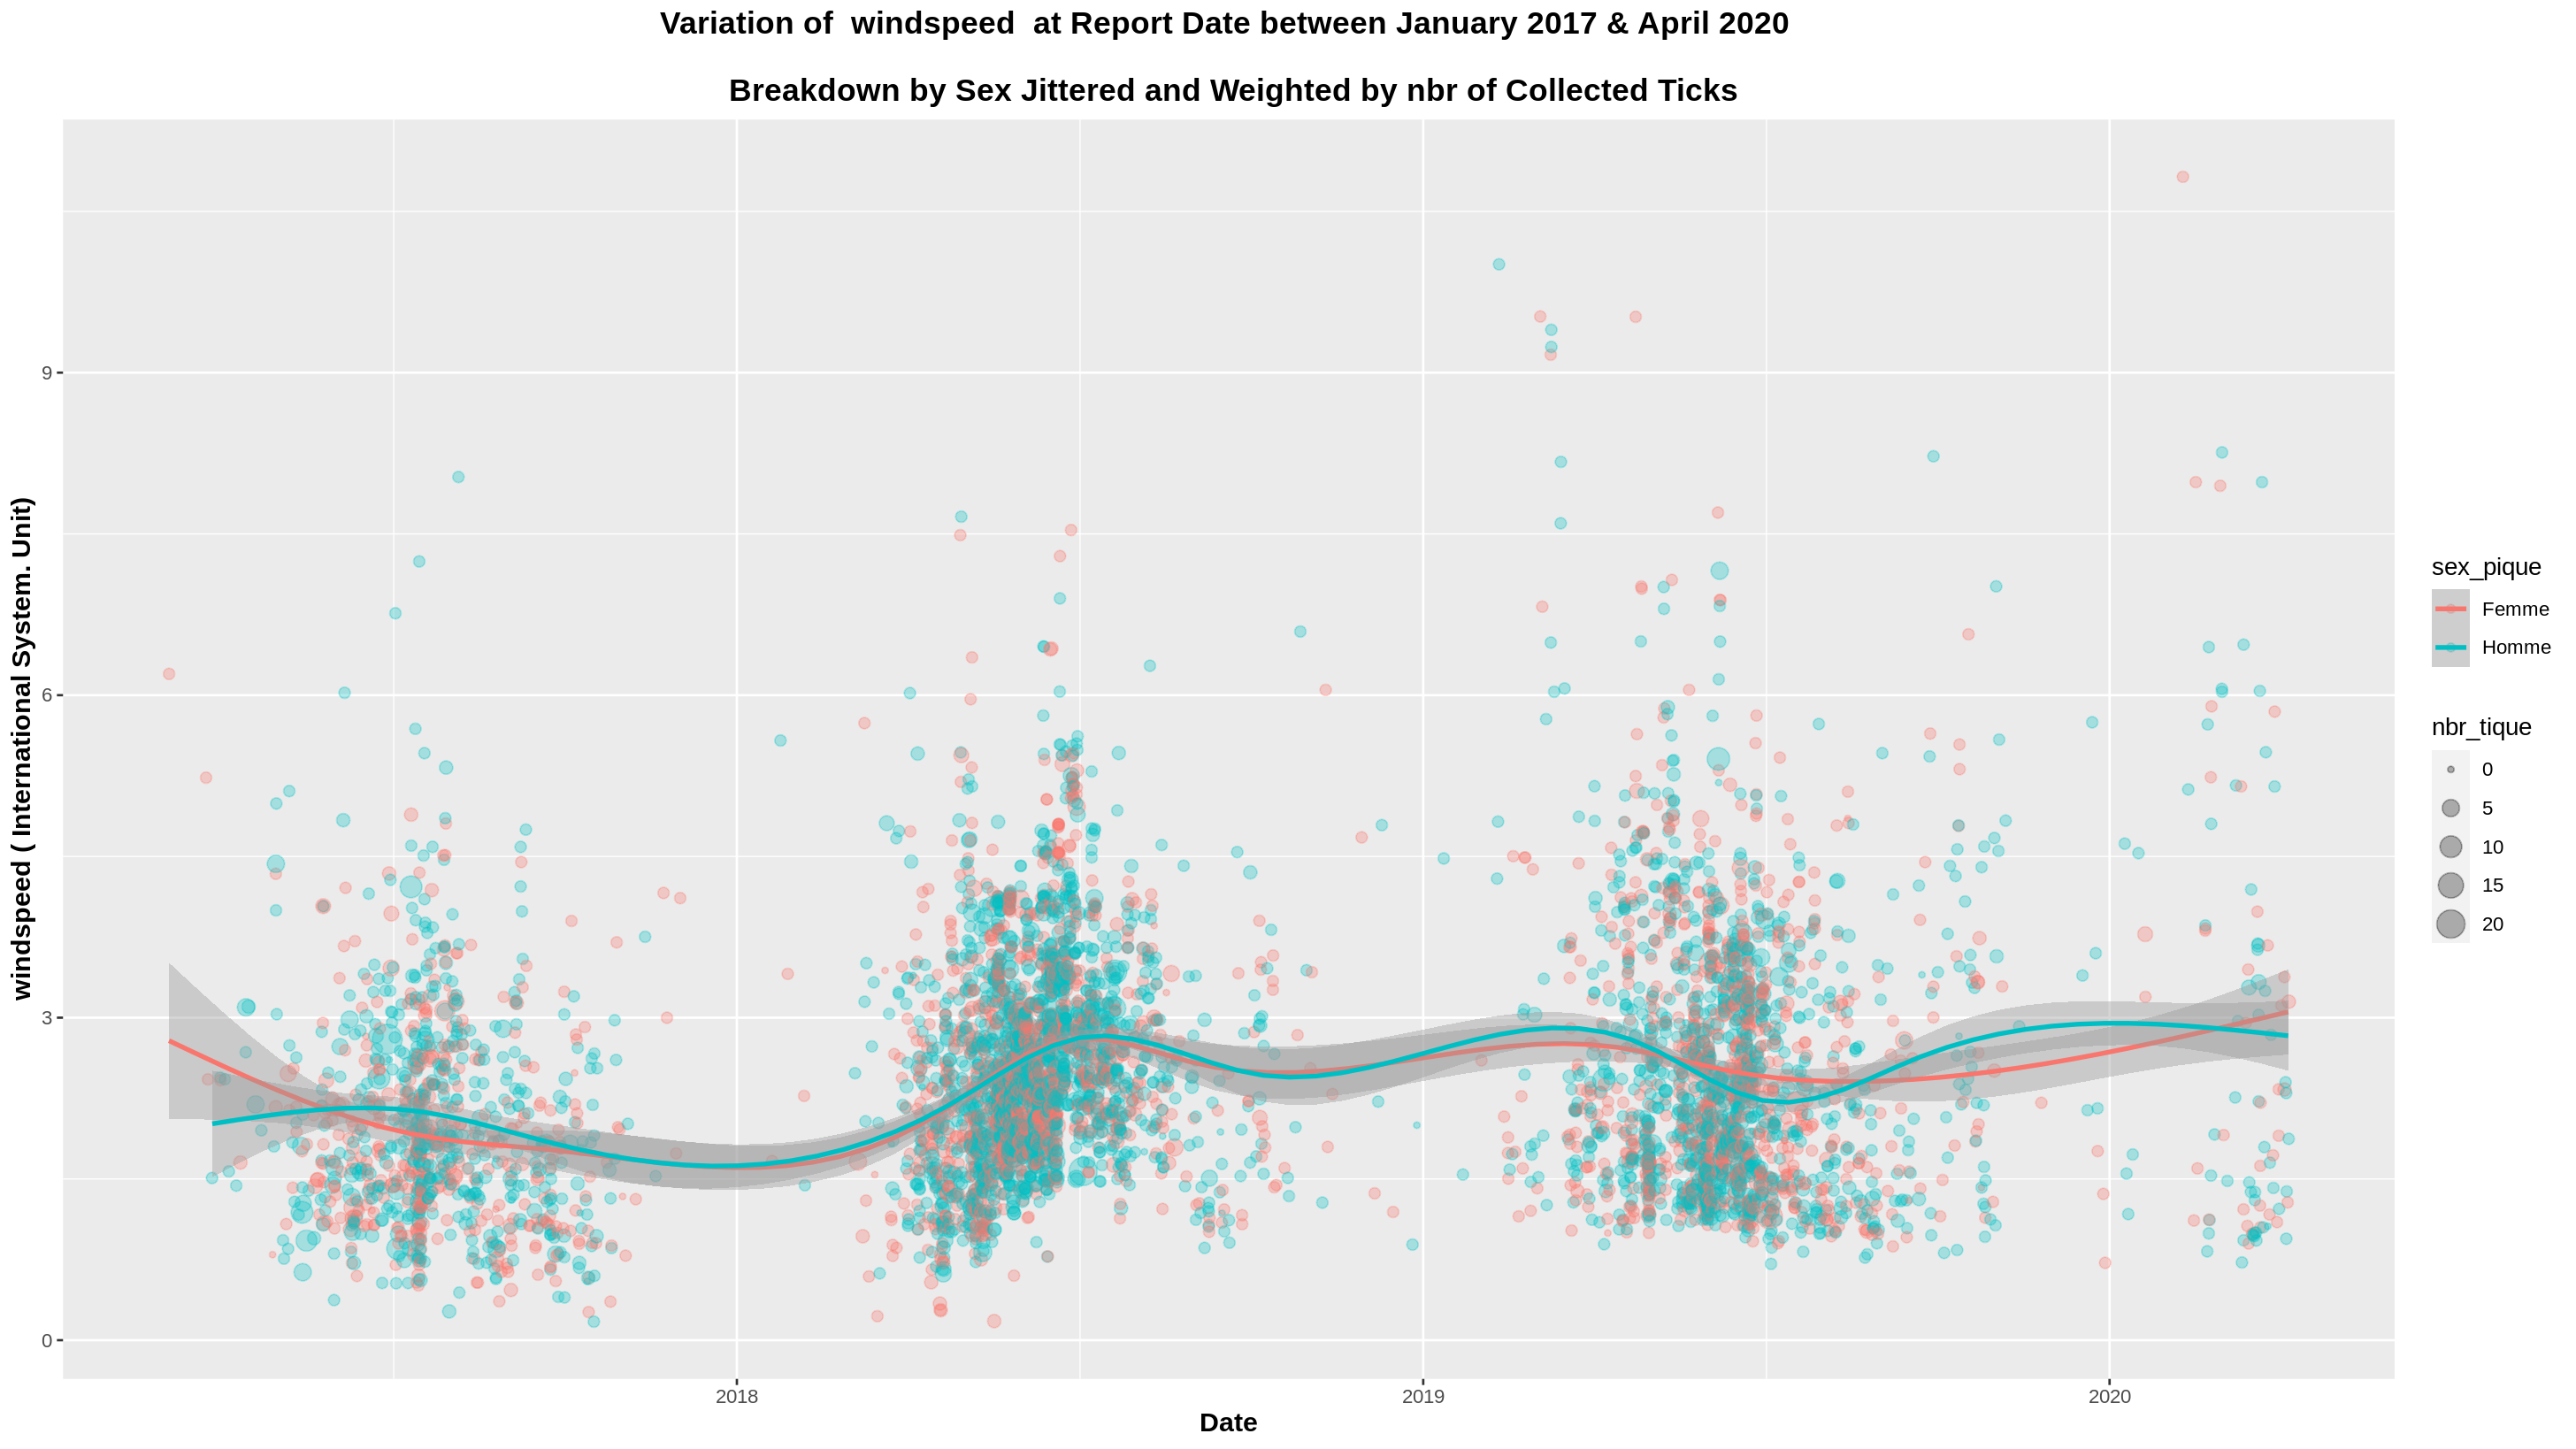 Variation of  windspeed  at Report Date between January 2017 & April 2020
Breakdown by Sex Jittered and Weighted by nbr of Collected Ticks
windspeed ( International System. Unit)
9
6
3
0
2018
2019
2020
Date
sex_pique
Femme
Homme
nbr_tique
0
5
10
15
20